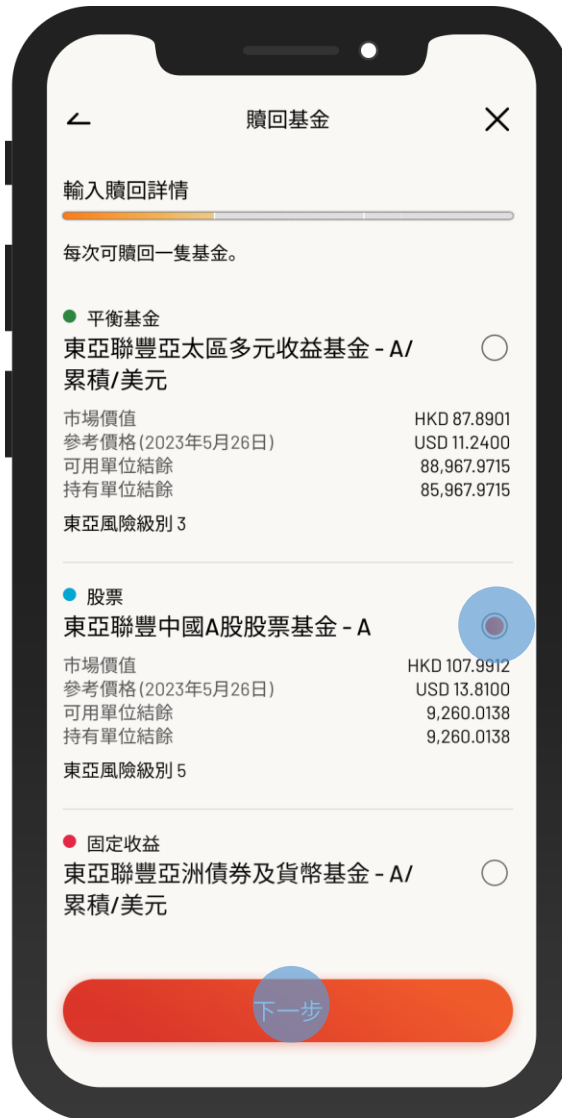 贖回基金
輸入贖回詳情
每次可贖回一隻基金。
平衡基金
東亞聯豐亞太區多元收益基金 - A/
累積/美元
市場價值 HKD 87.8901
參考價格 (2023年5月26日) USD 11.2400
可用單位結餘 88,967.9715
持有單位結餘 85,967.9715
東亞風險級別 3
股票
東亞聯豐中國A股股票基金 - A
市場價值 HKD 107.9912
參考價格 (2023年5月26日) USD 13.8100
可用單位結餘 9,260.0138
持有單位結餘 9,260.0138
東亞風險級別 5
固定收益
東亞聯豐亞洲債券及貨幣基金 - A/
累積/美元
下一步